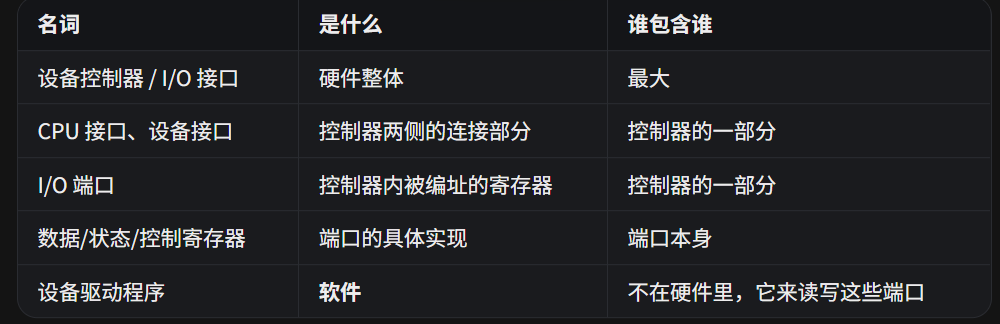 名词 是什么 谁包含谁
设备控制器 / I/O 接口 硬件整体 最大
CPU 接口、设备接口 控制器两侧的连接部分 控制器的一部分
I/O 端口 控制器内被编址的寄存器 控制器的一部分
数据/状态/控制寄存器 端口的具体实现 端口本身
设备驱动程序 软件 不在硬件里，它来读写这些端口